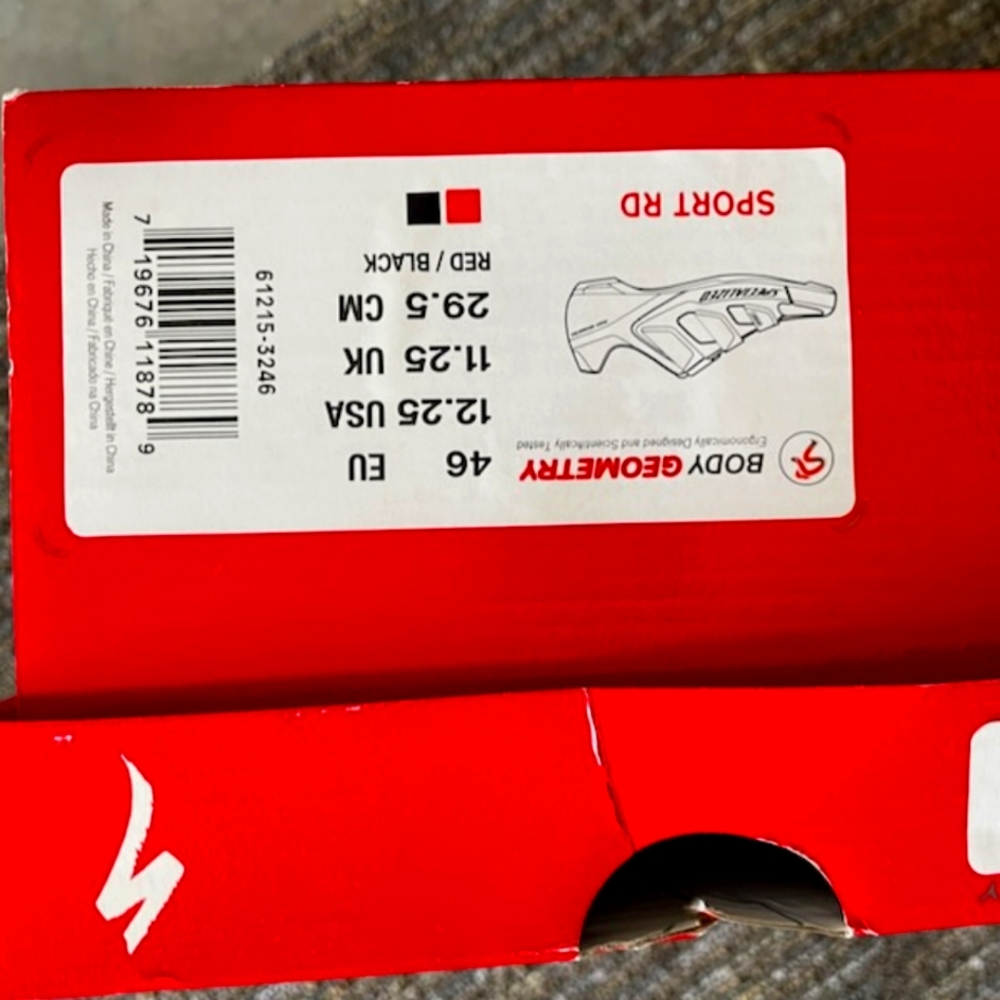 BODY GEOMETRY
Ergonomically Designed and Scientifically Tested
SPECIALIZED
SPORT RD
46 EU
12.25 USA
11.25 UK
29.5 CM
RED / BLACK
61215-3246
7 19676 11878 9
Made in China / Fabriqué en Chine / Hergestellt in China
Hecho en China / Fabricado na China